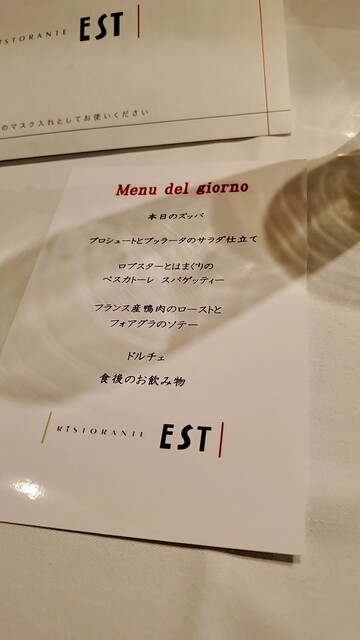 RISTORANTE EST
のマスク入れとしてお使いください
Menu del giorno
本日のズッパ
プロシュートとブッラータのサラダ仕立て
ロブスターとはまぐりの
ペスカトーレ スパゲッティー
フランス産鴨肉のローストと
フォアグラのソテー
ドルチェ
食後のお飲み物
RISTORANTE EST